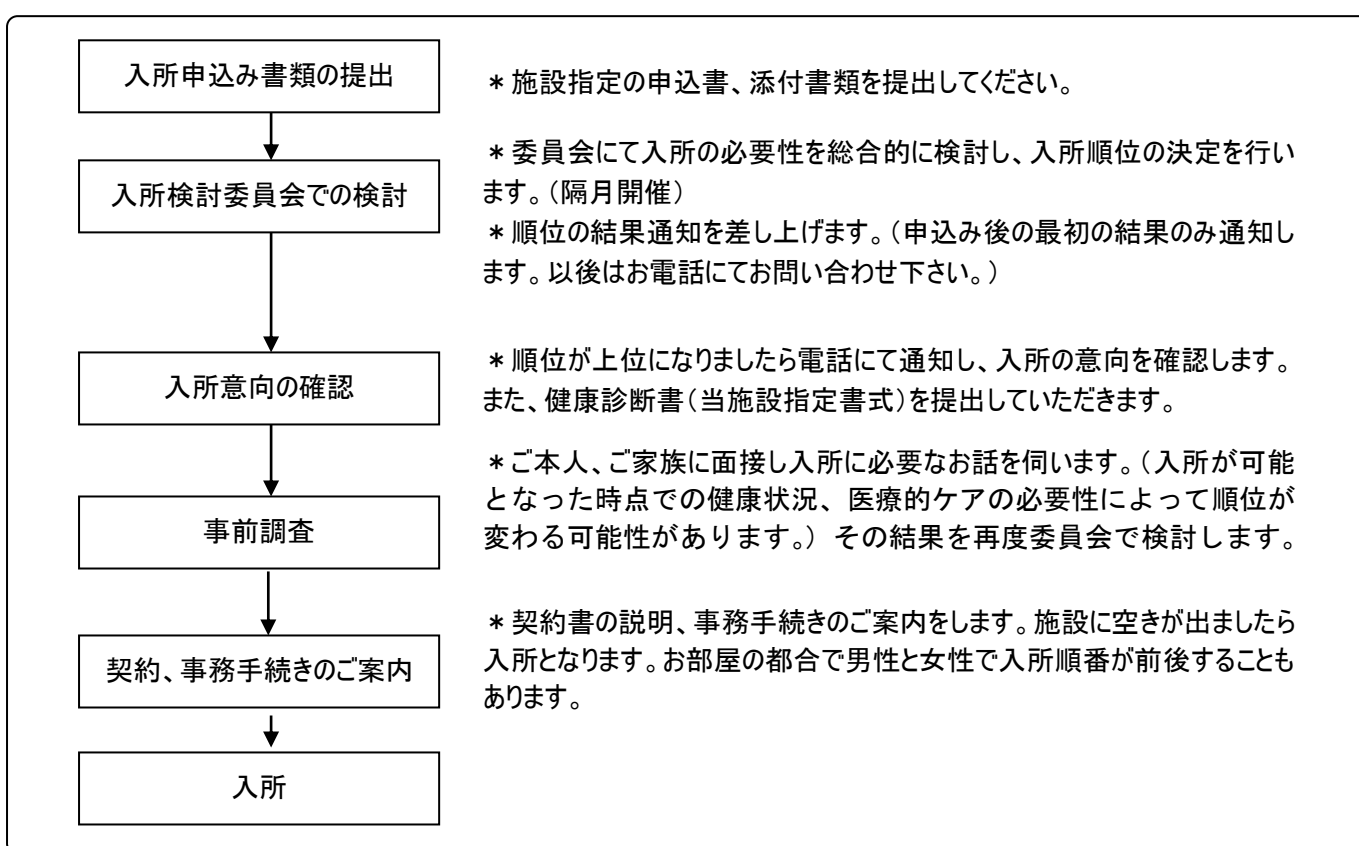 入所申込み書類の提出
＊施設指定の申込書、添付書類を提出してください。
入所検討委員会での検討
＊委員会にて入所の必要性を総合的に検討し、入所順位の決定を行い
ます。（隔月開催）
＊順位の結果通知を差し上げます。（申込み後の最初の結果のみ通知し
ます。以後はお電話にてお問い合わせ下さい。）
入所意向の確認
＊順位が上位になりましたら電話にて通知し、入所の意向を確認します。
また、健康診断書（当施設指定書式）を提出していただきます。
事前調査
＊ご本人、ご家族に面接し入所に必要なお話を伺います。（入所が可能
となった時点での健康状況、医療的ケアの必要性によって順位が
変わる可能性があります。）その結果を再度委員会で検討します。
契約、事務手続きのご案内
＊契約書の説明、事務手続きのご案内をします。施設に空きが出ましたら
入所となります。お部屋の都合で男性と女性で入所順番が前後することも
あります。
入所